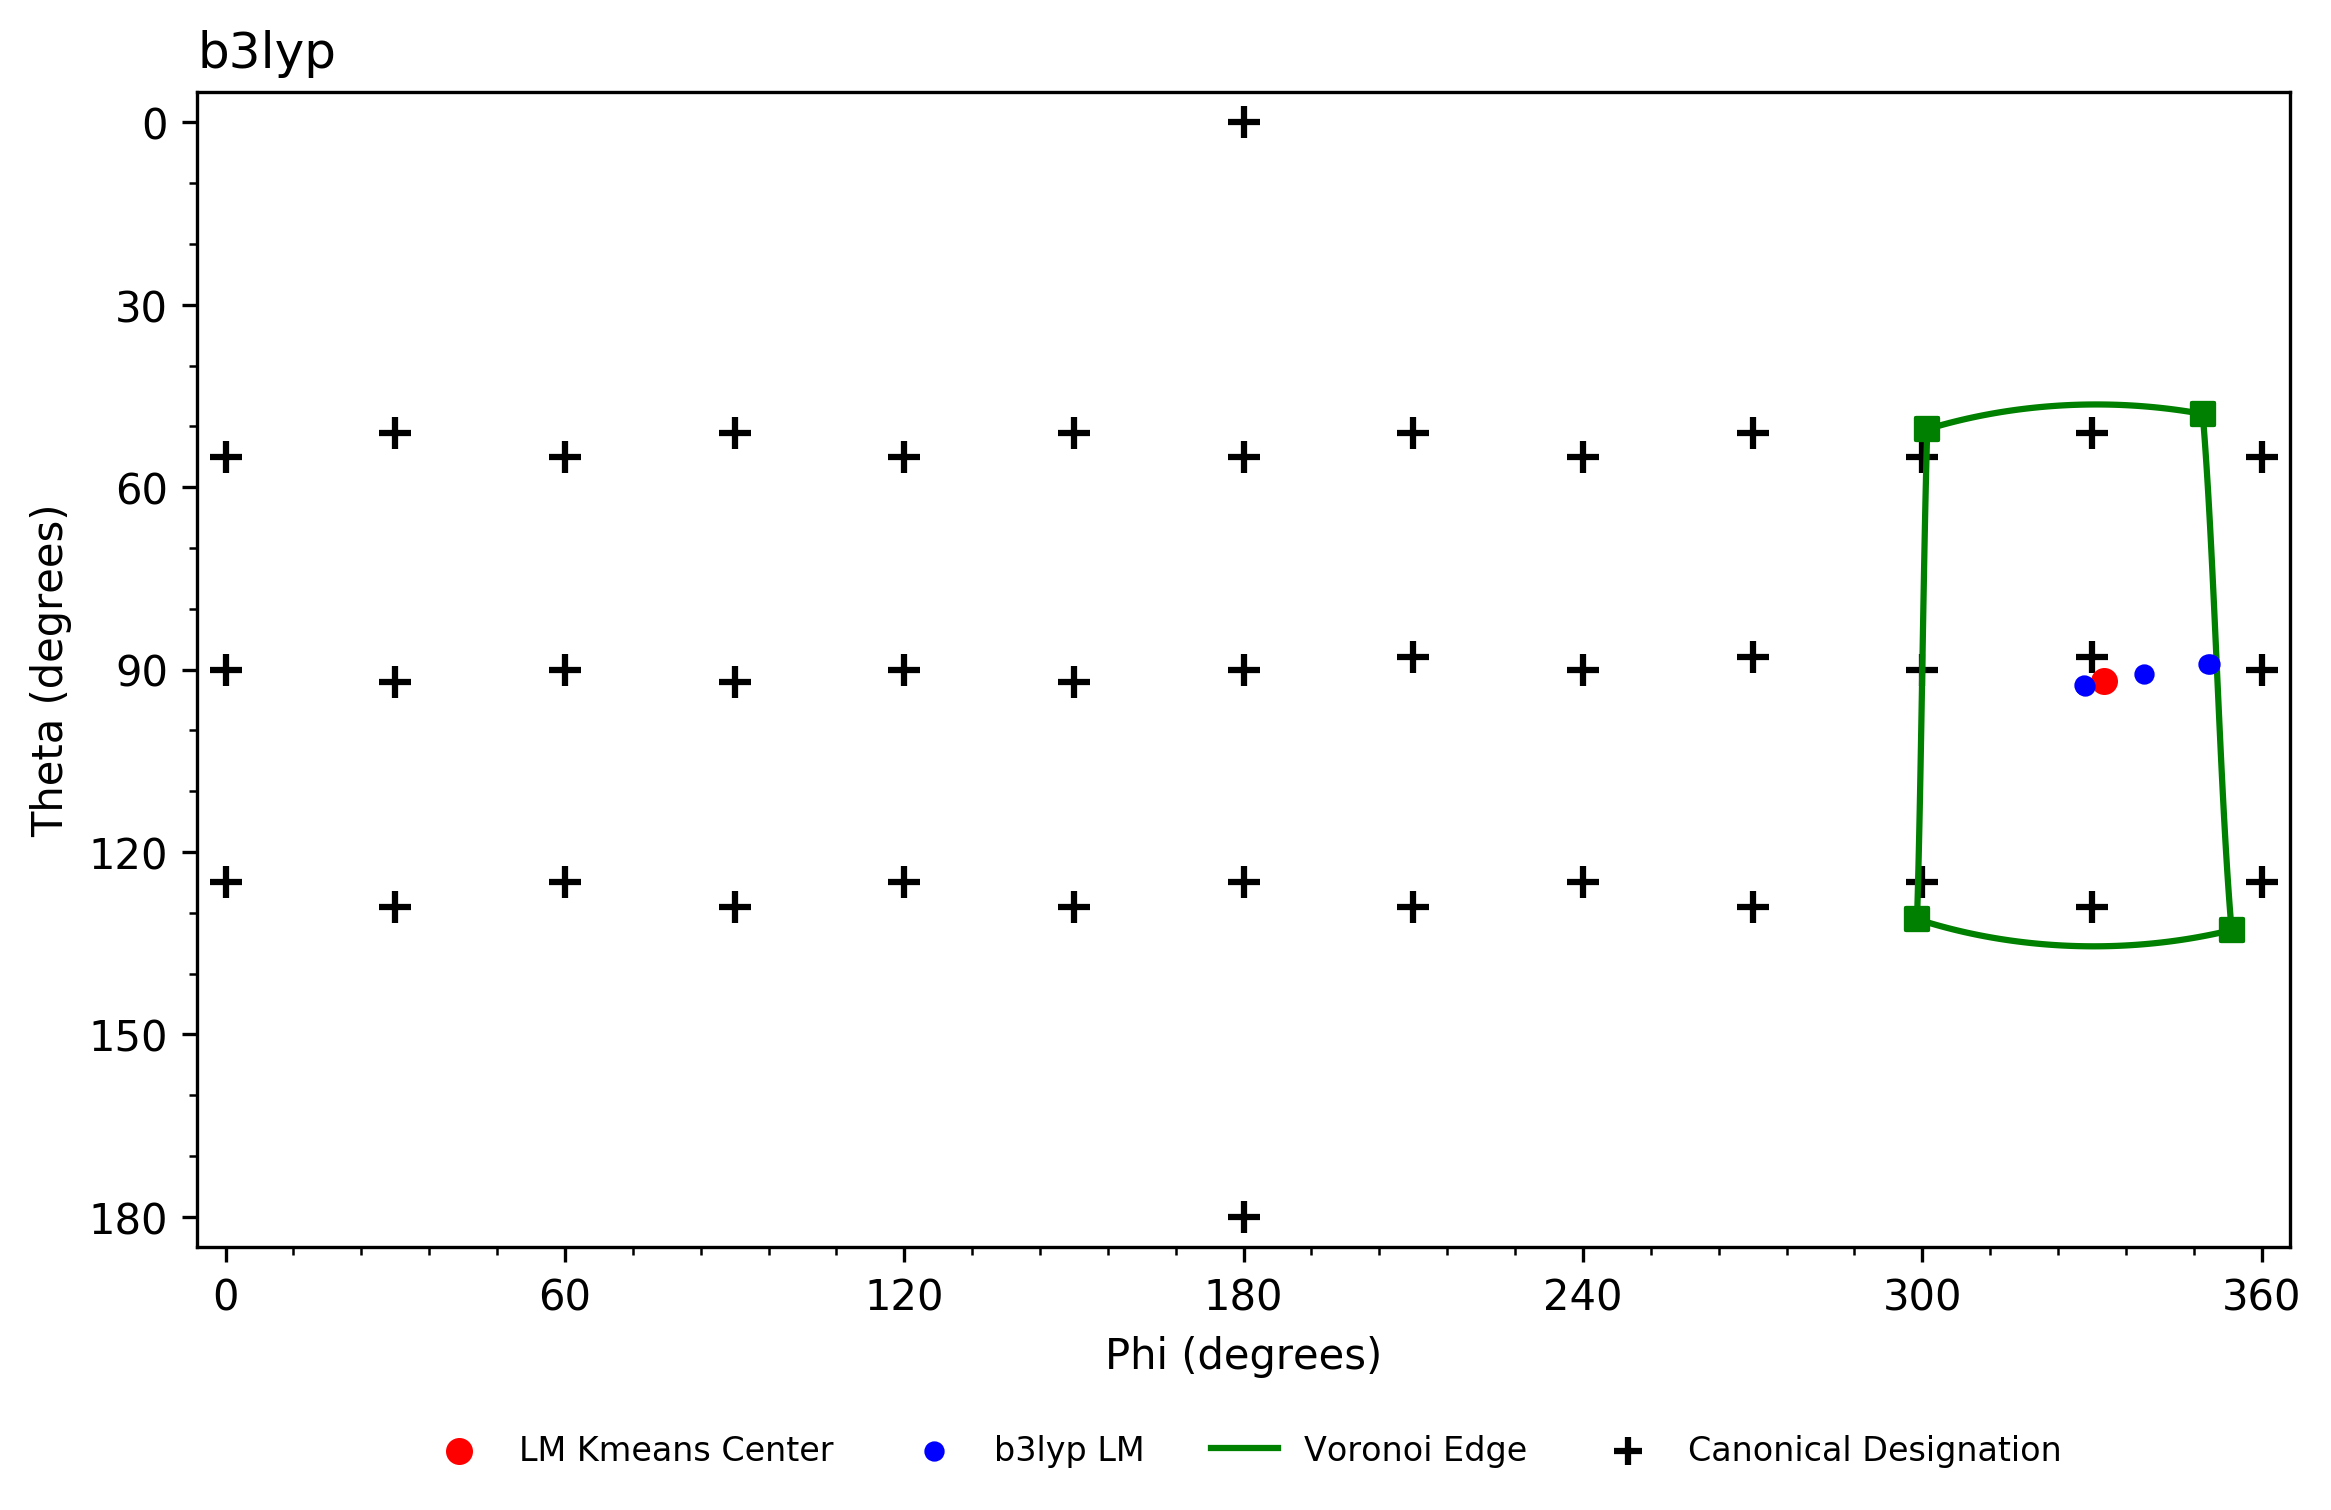 b3lyp
0
30
60
90
120
150
180
Theta (degrees)
0 60 120 180 240 300 360
Phi (degrees)
LM Kmeans Center b3lyp LM Voronoi Edge Canonical Designation